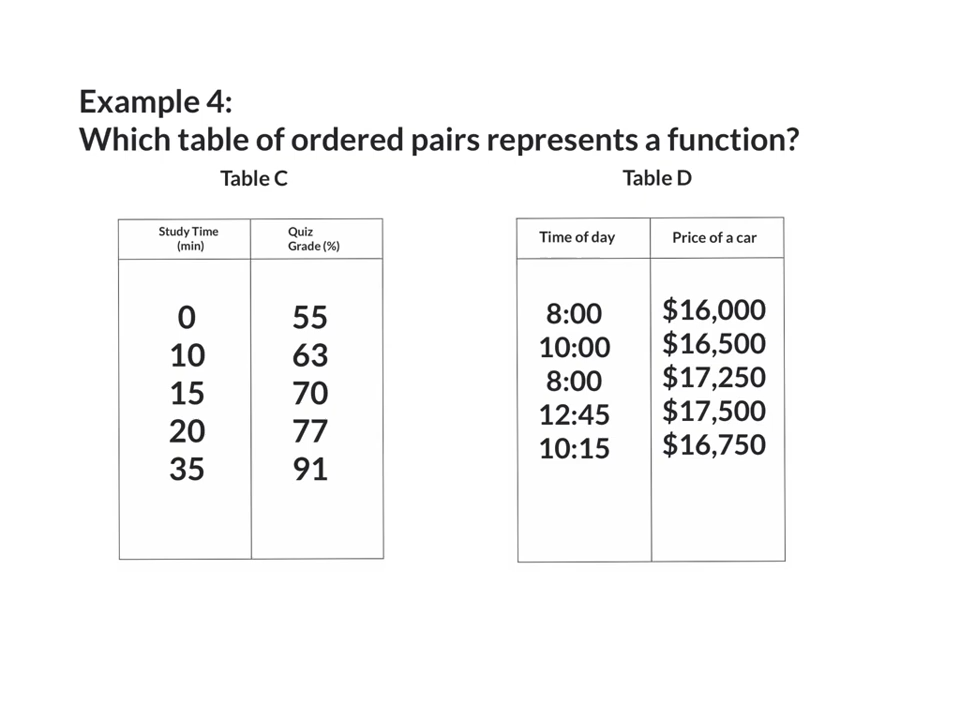 Example 4:
Which table of ordered pairs represents a function?
Table C
Study Time
(min)
Quiz
Grade (%)
0 55
10 63
15 70
20 77
35 91
Table D
Time of day Price of a car
8:00 $16,000
10:00 $16,500
8:00 $17,250
12:45 $17,500
10:15 $16,750